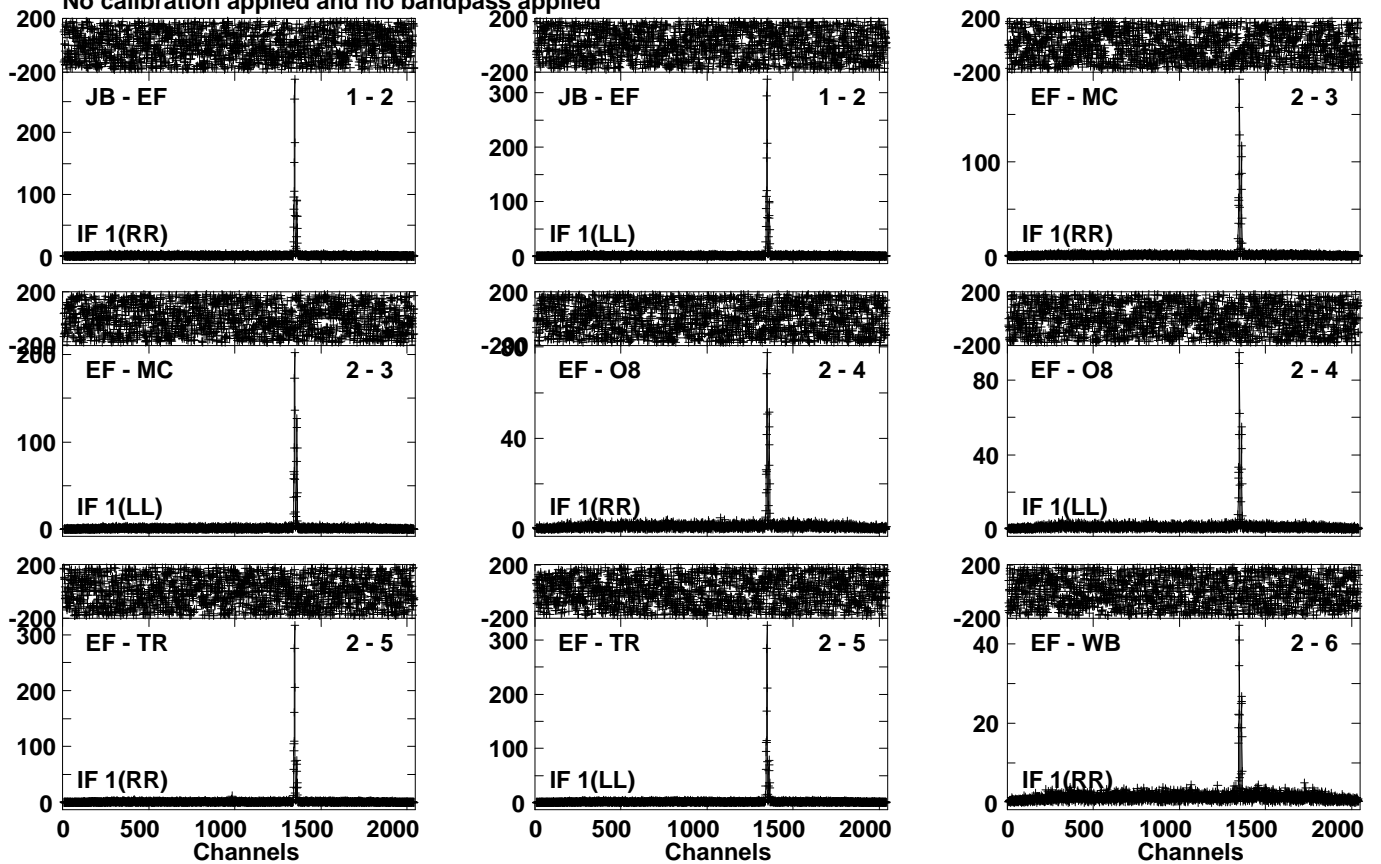 No calibration applied and no bandpass applied
200
-200
JB - EF 1 - 2
200
100
0
IF 1(RR)
-200
JB - EF 1 - 2
300
200
100
0
IF 1(LL)
200
-200
EF - MC 2 - 3
100
0
IF 1(RR)
200
-200
200
EF - MC 2 - 3
100
0
IF 1(LL)
200
-200
80
EF - O8 2 - 4
40
0
IF 1(RR)
200
-200
EF - O8 2 - 4
80
40
0
IF 1(LL)
200
-200
EF - TR 2 - 5
300
200
100
0
IF 1(RR)
0 500 1000 1500 2000
Channels
200
-200
EF - TR 2 - 5
300
200
100
0
IF 1(LL)
0 500 1000 1500 2000
Channels
200
-200
EF - WB 2 - 6
40
20
0
IF 1(RR)
0 500 1000 1500 2000
Channels